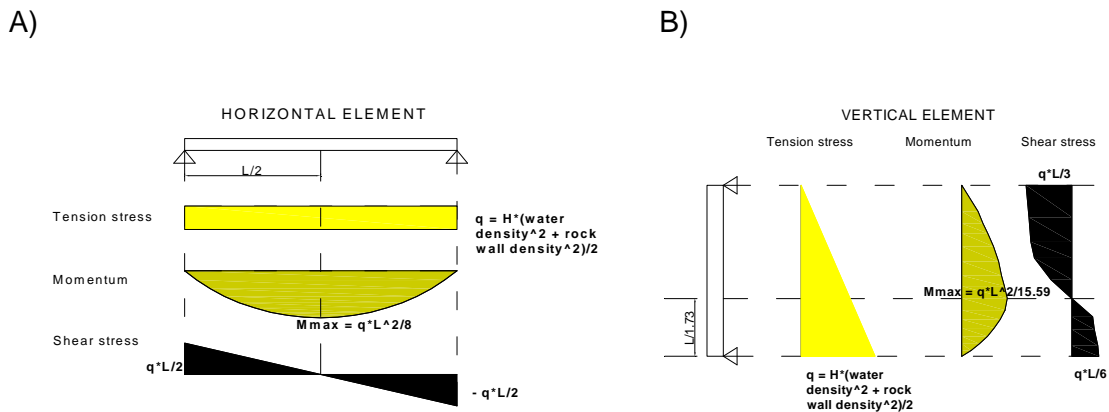 A)
HORIZONTAL ELEMENT
L/2
Tension stress
q = H*(water
density^2 + rock
wall density^2)/2
Momentum
Mmax = q*L^2/8
Shear stress
q*L/2
- q*L/2
B)
VERTICAL ELEMENT
Tension stress
Momentum
Shear stress
q*L/3
Mmax = q*L^2/15.59
L/1.73
q = H*(water
density^2 + rock
wall density^2)/2
q*L/6